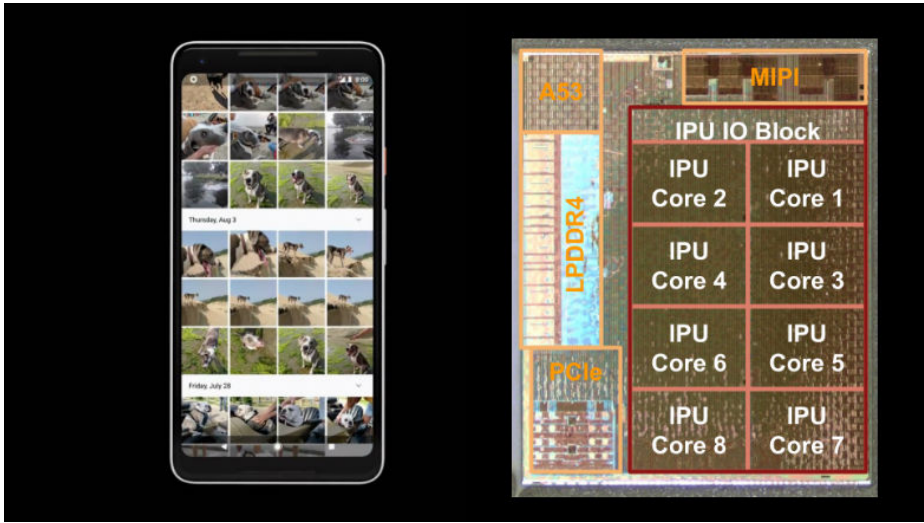 Thursday, Aug 3
Friday, July 28
A53
MIPI
IPU IO Block
IPU
Core 2
IPU
Core 1
LPDDR4
IPU
Core 4
IPU
Core 3
IPU
Core 6
IPU
Core 5
PCIe
IPU
Core 8
IPU
Core 7